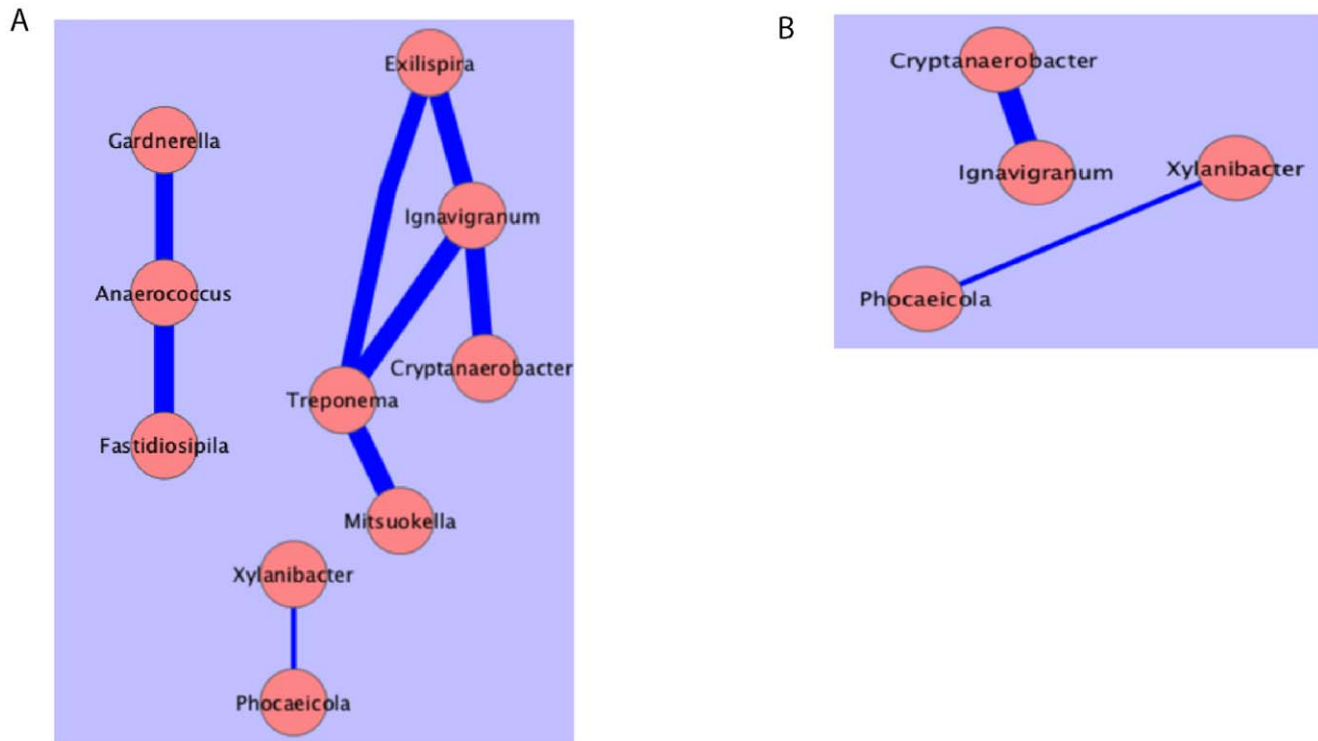 A
Exilispira
Gardnerella
Ignavigranum
Anaerococcus
Cryptanaerobacter
Treponema
Fastidiosipila
Mitsuokella
Xylanibacter
Phocaeicola
B
Cryptanaerobacter
Xylanibacter
Ignavigranum
Phocaeicola